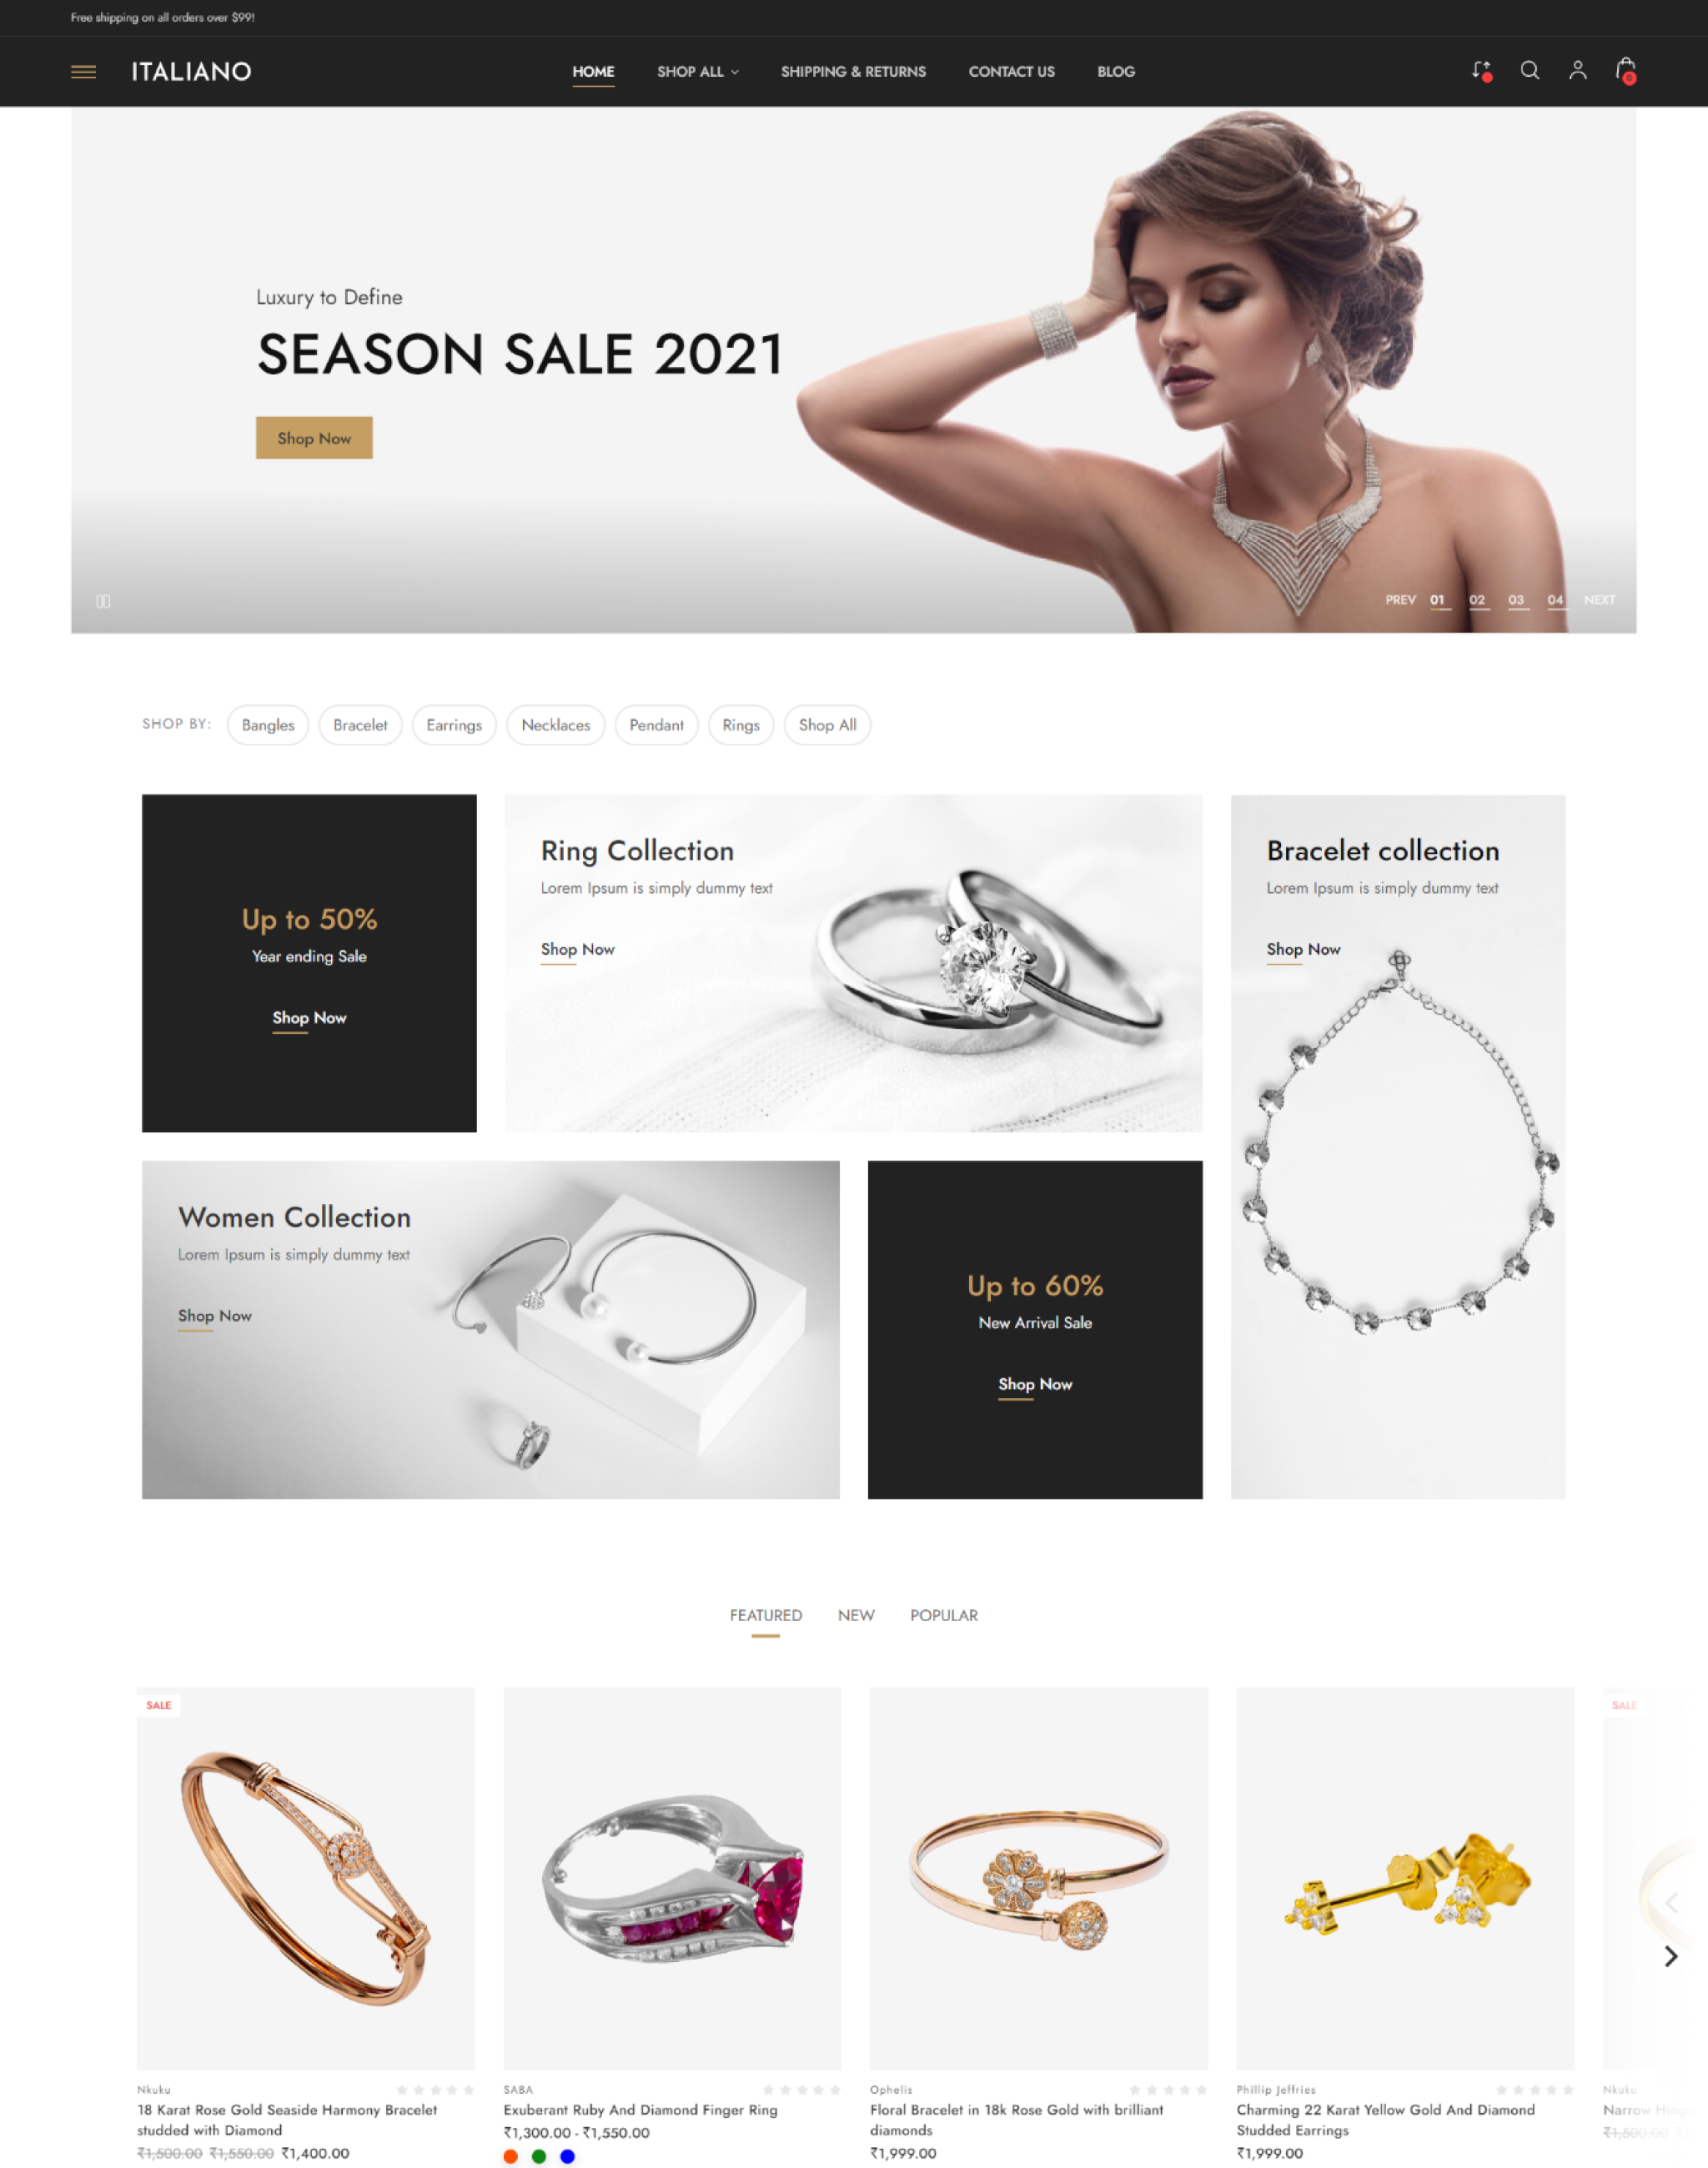 Free shipping on all orders over $99!
ITALIANO
HOME SHOP ALL SHIPPING & RETURNS CONTACT US BLOG
0
Luxury to Define
SEASON SALE 2021
Shop Now
PREV 01 02 03 04 NEXT
SHOP BY: Bangles Bracelet Earrings Necklaces Pendant Rings Shop All
Up to 50%
Year ending Sale
Shop Now
Ring Collection
Lorem Ipsum is simply dummy text
Shop Now
Bracelet collection
Lorem Ipsum is simply dummy text
Shop Now
Women Collection
Lorem Ipsum is simply dummy text
Shop Now
Up to 60%
New Arrival Sale
Shop Now
FEATURED NEW POPULAR
SALE
Nkuku
18 Karat Rose Gold Seaside Harmony Bracelet
studded with Diamond
₹1,500.00 ₹1,550.00 ₹1,400.00
SABA
Exuberant Ruby And Diamond Finger Ring
₹1,300.00 - ₹1,550.00
Ophelis
Floral Bracelet in 18k Rose Gold with brilliant
diamonds
₹1,999.00
Phillip Jeffries
Charming 22 Karat Yellow Gold And Diamond
Studded Earrings
₹1,999.00
SALE
Nkuku
Narrow
₹1,500.00